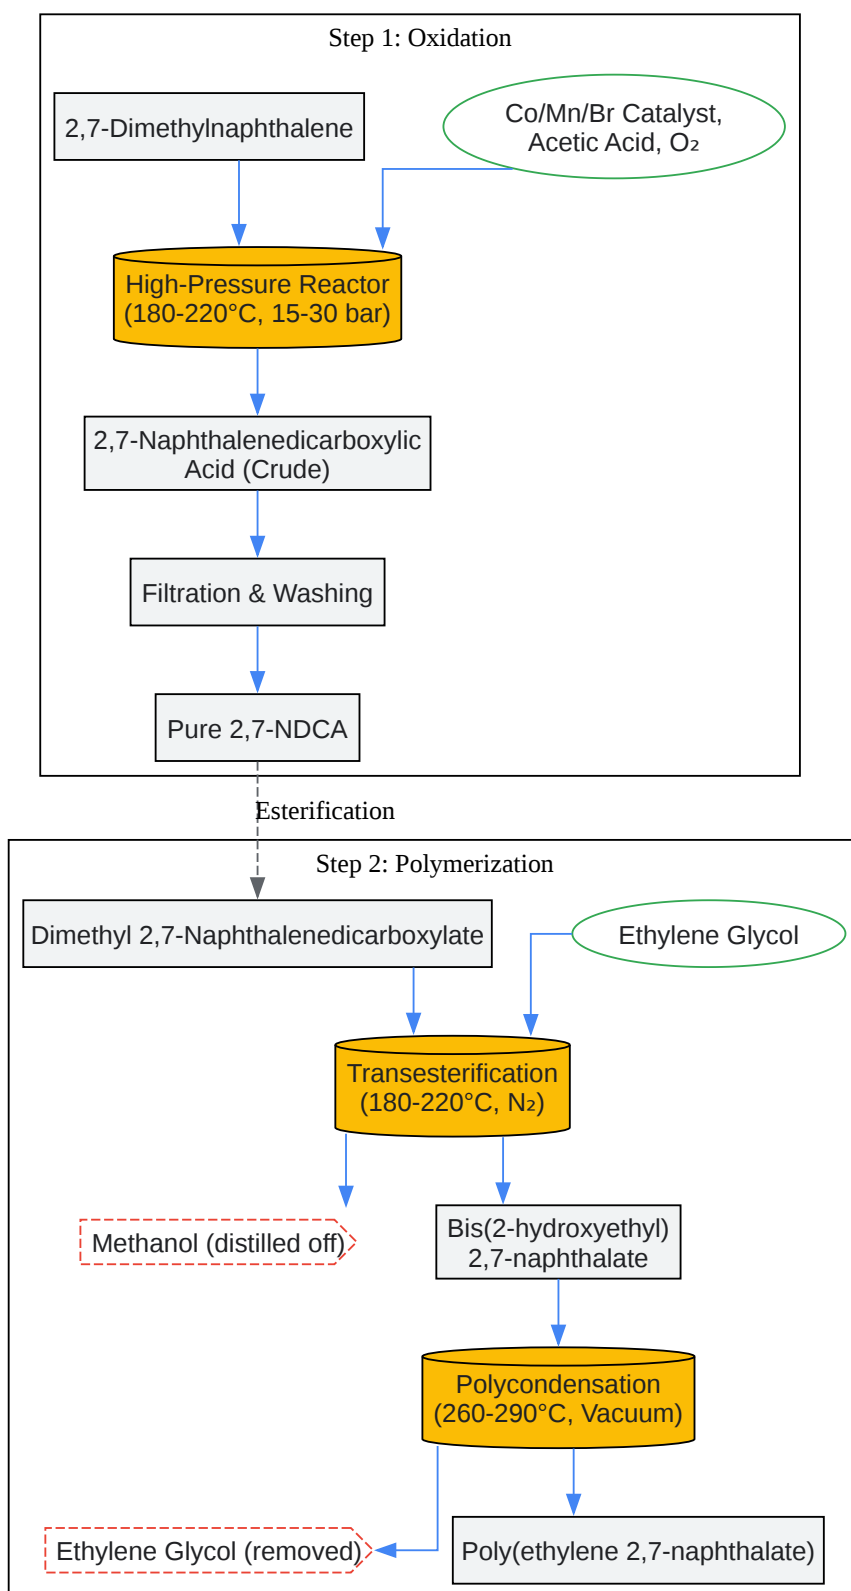 Step 1: Oxidation
2,7-Dimethylnaphthalene
Co/Mn/Br Catalyst,
Acetic Acid, O₂
High-Pressure Reactor
(180-220°C, 15-30 bar)
2,7-Naphthalenedicarboxylic
Acid (Crude)
Filtration & Washing
Pure 2,7-NDCA
Esterification
Step 2: Polymerization
Dimethyl 2,7-Naphthalenedicarboxylate
Ethylene Glycol
Transesterification
(180-220°C, N₂)
Methanol (distilled off)
Bis(2-hydroxyethyl)
2,7-naphthalate
Polycondensation
(260-290°C, Vacuum)
Ethylene Glycol (removed)
Poly(ethylene 2,7-naphthalate)